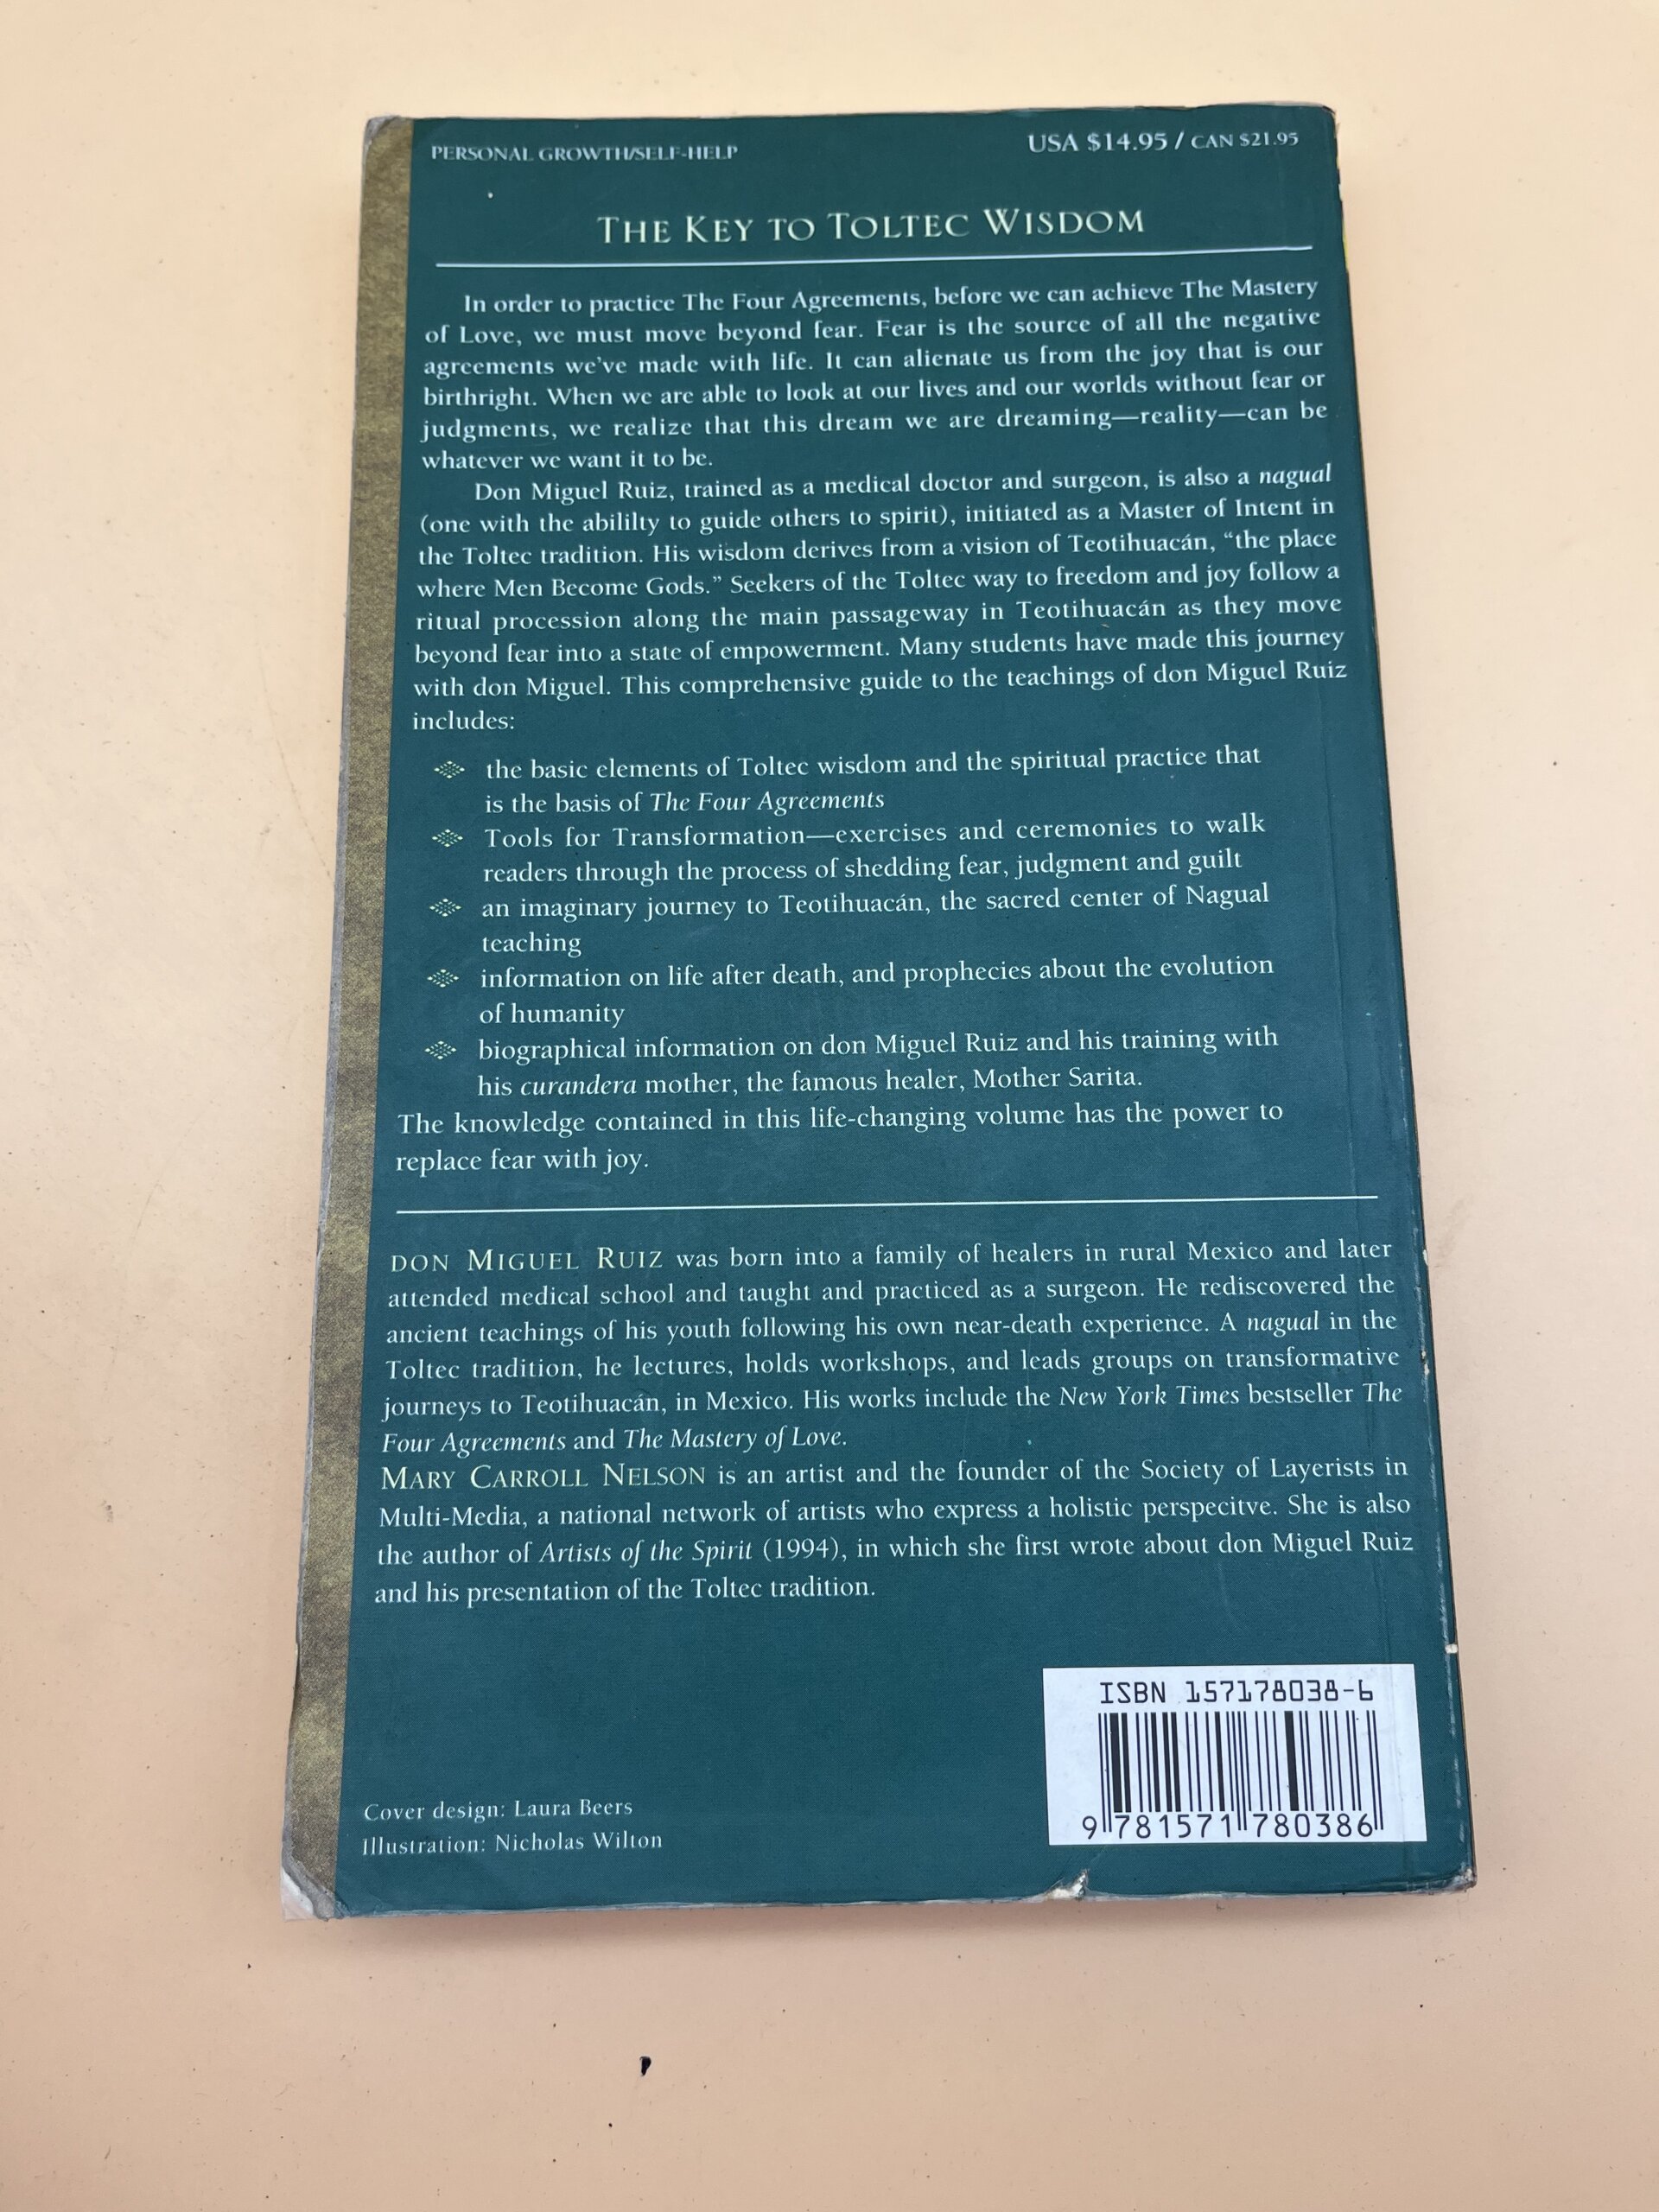 PERSONAL GROWTH/SELF-HELP
USA $14.95 / CAN $21.95
THE KEY TO TOLTEC WISDOM
In order to practice The Four Agreements, before we can achieve The Mastery
of Love, we must move beyond fear. Fear is the source of all the negative
agreements we've made with life. It can alienate us from the joy that is our
birthright. When we are able to look at our lives and our worlds without fear or
judgments, we realize that this dream we are dreaming—reality—can be
whatever we want it to be.
Don Miguel Ruiz, trained as a medical doctor and surgeon, is also a nagual
(one with the abililty to guide others to spirit), initiated as a Master of Intent in
the Toltec tradition. His wisdom derives from a vision of Teotihuacán, “the place
where Men Become Gods.” Seekers of the Toltec way to freedom and joy follow a
ritual procession along the main passageway in Teotihuacán as they move
beyond fear into a state of empowerment. Many students have made this journey
with don Miguel. This comprehensive guide to the teachings of don Miguel Ruiz
includes:
the basic elements of Toltec wisdom and the spiritual practice that
is the basis of The Four Agreements
Tools for Transformation—exercises and ceremonies to walk
readers through the process of shedding fear, judgment and guilt
an imaginary journey to Teotihuacán, the sacred center of Nagual
teaching
information on life after death, and prophecies about the evolution
of humanity
biographical information on don Miguel Ruiz and his training with
his curandera mother, the famous healer, Mother Sarita.
The knowledge contained in this life-changing volume has the power to
replace fear with joy.
DON MIGUEL RUIZ was born into a family of healers in rural Mexico and later
attended medical school and taught and practiced as a surgeon. He rediscovered the
ancient teachings of his youth following his own near-death experience. A nagual in the
Toltec tradition, he lectures, holds workshops, and leads groups on transformative
journeys to Teotihuacán, in Mexico. His works include the New York Times bestseller The
Four Agreements and The Mastery of Love.
MARY CARROLL NELSON is an artist and the founder of the Society of Layerists in
Multi-Media, a national network of artists who express a holistic perspecitve. She is also
the author of Artists of the Spirit (1994), in which she first wrote about don Miguel Ruiz
and his presentation of the Toltec tradition.
ISBN 157178038-6
9 781571 780386
Cover design: Laura Beers
Illustration: Nicholas Wilton